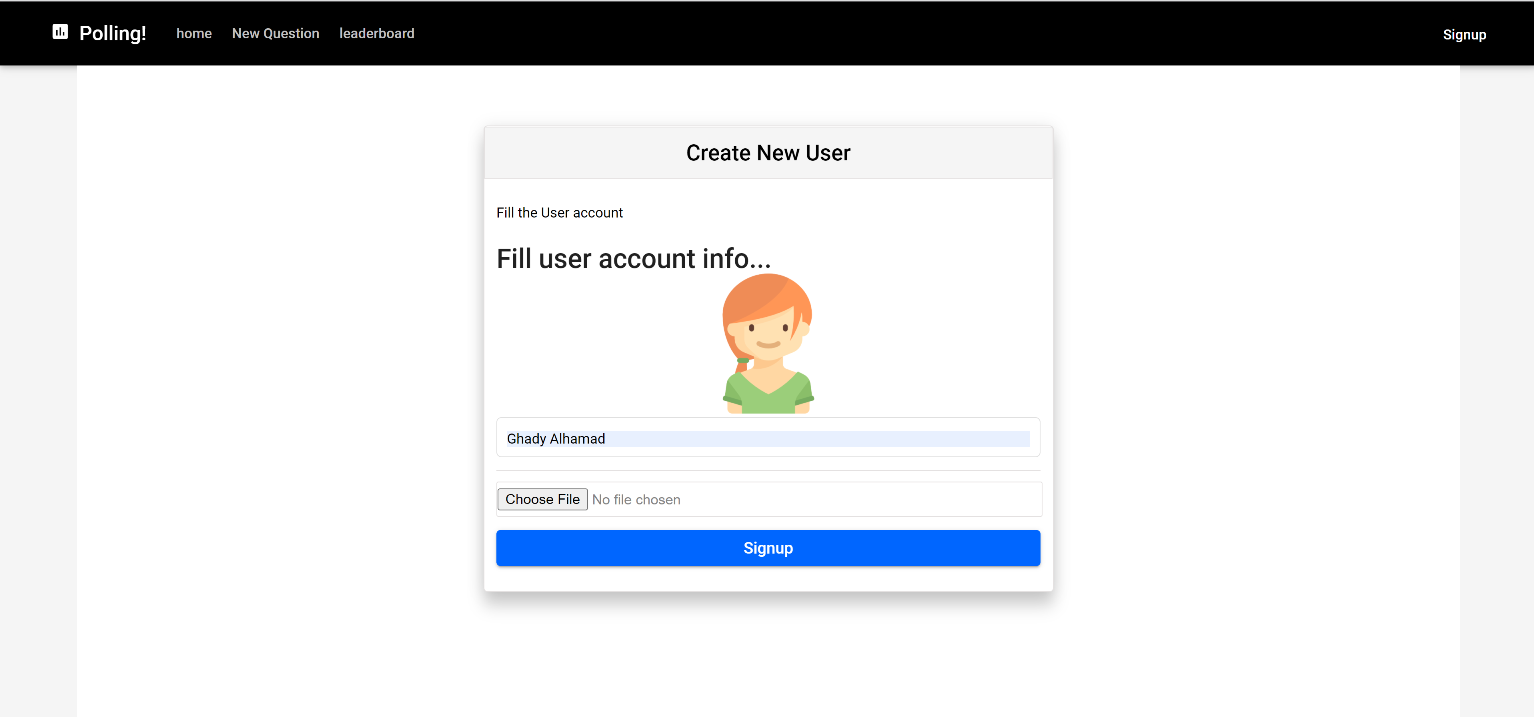 Polling! home New Question leaderboard Signup
Create New User
Fill the User account
Fill user account info...
Ghady Alhamad
Choose File No file chosen
Signup